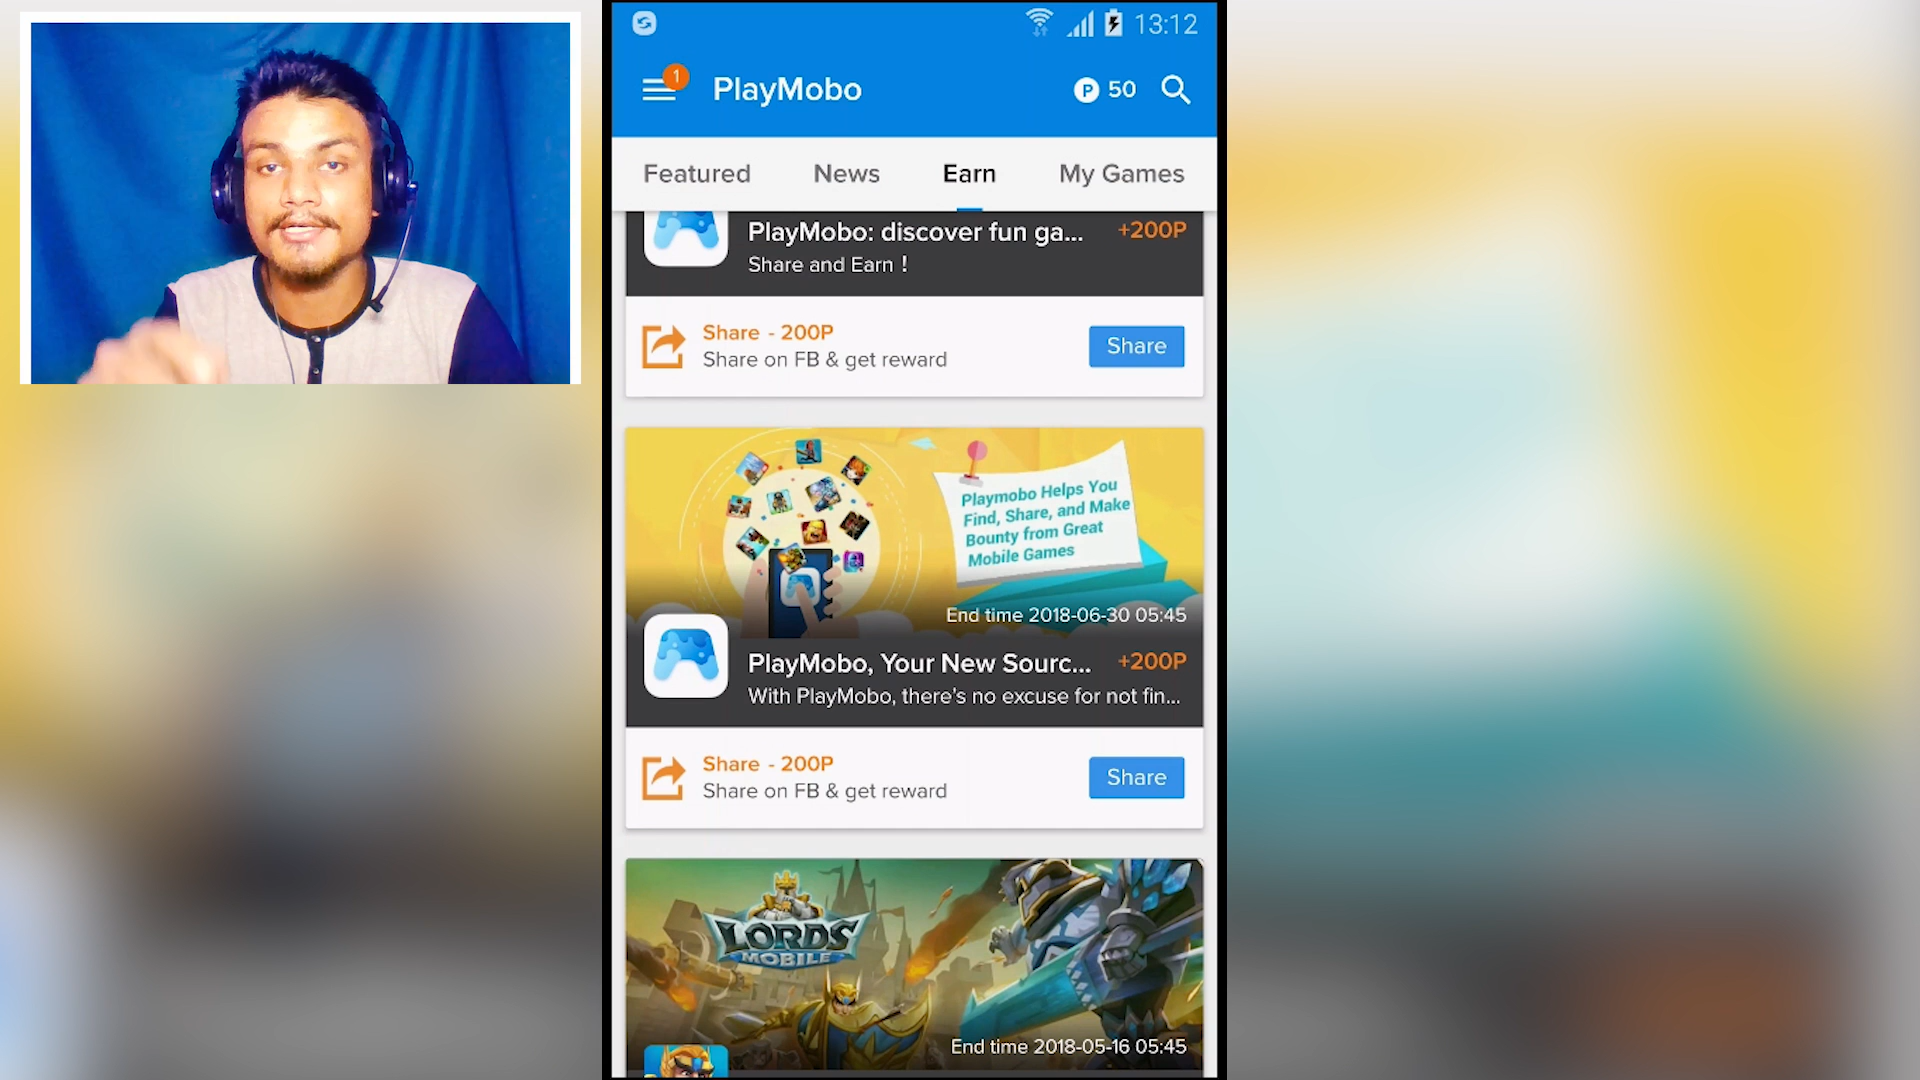 13:12
1
PlayMobo
P 50
Featured
News
Earn
My Games
PlayMobo: discover fun ga...
+200P
Share and Earn !
Share - 200P
Share on FB & get reward
Share
Playmobo Helps You
Find, Share, and Make
Bounty from Great
Mobile Games
End time 2018-06-30 05:45
PlayMobo, Your New Sourc...
+200P
With PlayMobo, there's no excuse for not fin...
Share - 200P
Share on FB & get reward
Share
LORDS
MOBILE
End time 2018-05-16 05:45